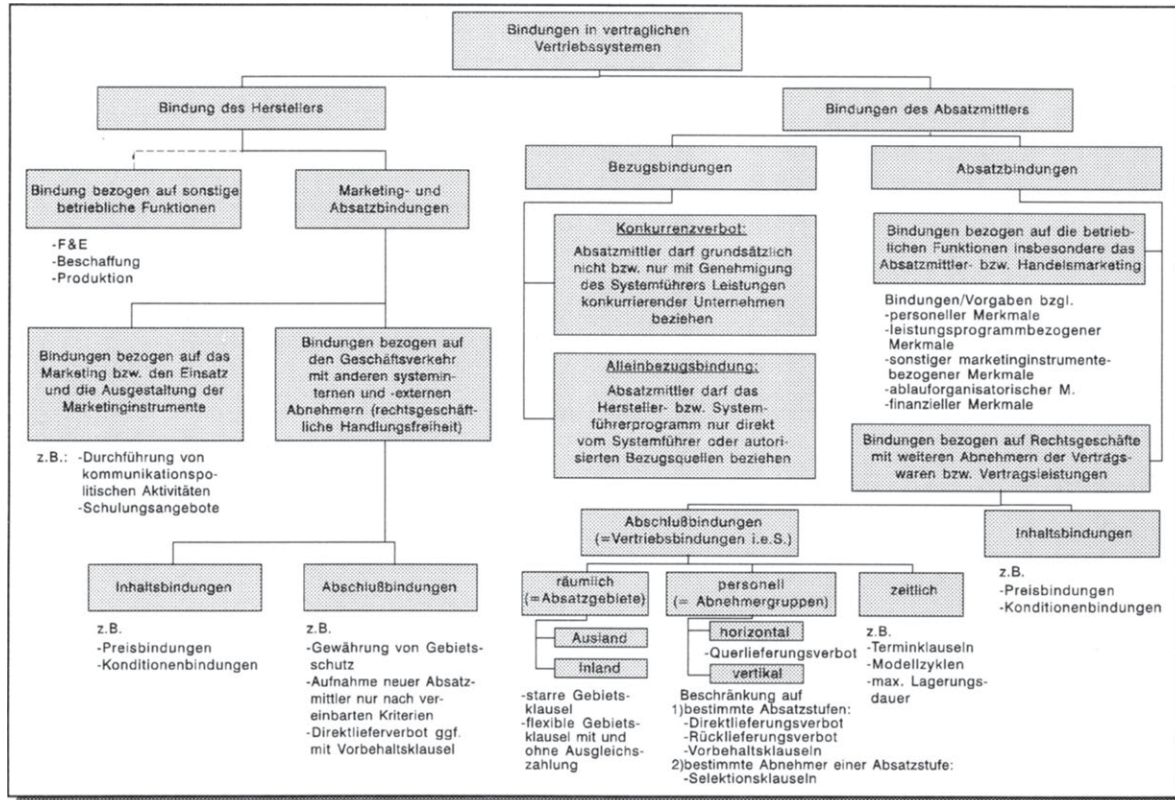 Bindungen in vertraglichen
Vertriebssystemen
Bindung des Herstellers
Bindungen des Absatzmittlers
Bindung bezogen auf sonstige
betriebliche Funktionen
-F&E
-Beschaffung
-Produktion
Marketing- und
Absatzbindungen
Bindungen bezogen auf das
Marketing bzw. den Einsatz
und die Ausgestaltung der
Marketinginstrumente
z.B.: -Durchführung von
kommunikationspo-
litischen Aktivitäten
-Schulungsangebote
Bindungen bezogen auf
den Geschäftsverkehr
mit anderen systemin-
ternen und -externen
Abnehmern (rechtsgeschäft-
liche Handlungsfreiheit)
Inhaltsbindungen
z.B.
-Preisbindungen
-Konditionenbindungen
Abschlußbindungen
z.B.
-Gewährung von Gebiets-
schutz
-Aufnahme neuer Absatz-
mittler nur nach ver-
einbarten Kriterien
-Direktlieferverbot ggf.
mit Vorbehaltsklausel
Bezugsbindungen
Konkurrenzverbot:
Absatzmittler darf grundsätzlich
nicht bzw. nur mit Genehmigung
des Systemführers Leistungen
konkurrierender Unternehmen
beziehen
Alleinbezugsbindung:
Absatzmittler darf das
Hersteller- bzw. System-
führerprogramm nur direkt
vom Systemführer oder autori-
sierten Bezugsquellen beziehen
Absatzbindungen
Bindungen bezogen auf die betrieb-
lichen Funktionen insbesondere das
Absatzmittler- bzw. Handelsmarketing
Bindungen/Vorgaben bzgl.
-personeller Merkmale
-leistungsprogrammbezogener
Merkmale
-sonstiger marketinginstrumente-
bezogener Merkmale
-ablauforganisatorischer M.
-finanzieller Merkmale
Bindungen bezogen auf Rechtsgeschäfte
mit weiteren Abnehmern der Vertrags-
waren bzw. Vertragsleistungen
Abschlußbindungen
(=Vertriebsbindungen i.e.S.)
räumlich
(=Absatzgebiete)
Ausland
Inland
-starre Gebiets-
klausel
-flexible Gebiets-
klausel mit und
ohne Ausgleichs-
zahlung
personell
(= Abnehmergruppen)
horizontal
-Querlieferungsverbot
vertikal
Beschränkung auf
1)bestimmte Absatzstufen:
-Direktlieferungsverbot
-Rücklieferungsverbot
-Vorbehaltsklauseln
2)bestimmte Abnehmer einer Absatzstufe:
-Selektionsklauseln
zeitlich
z.B.
-Terminklauseln
-Modellzyklen
-max. Lagerungs-
dauer
Inhaltsbindungen
z.B.
-Preisbindungen
-Konditionenbindungen